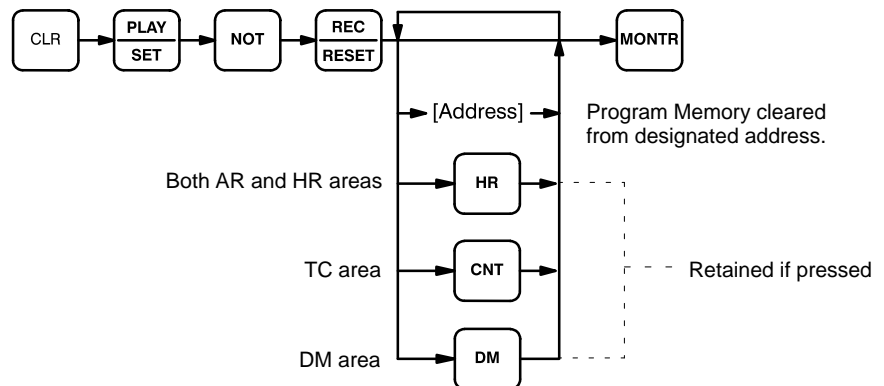 CLR
PLAY
SET
NOT
REC
RESET
MONTR
[Address]
Program Memory cleared
from designated address.
Both AR and HR areas
HR
TC area
CNT
Retained if pressed
DM area
DM